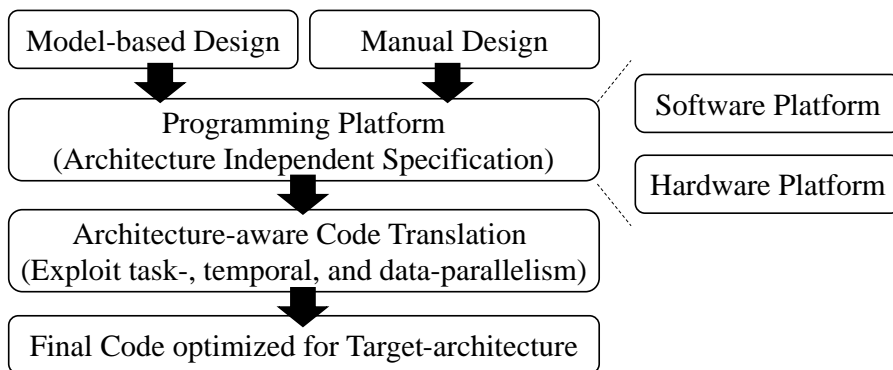 Model-based Design
Manual Design
Programming Platform
(Architecture Independent Specification)
Software Platform
Hardware Platform
Architecture-aware Code Translation
(Exploit task-, temporal, and data-parallelism)
Final Code optimized for Target-architecture